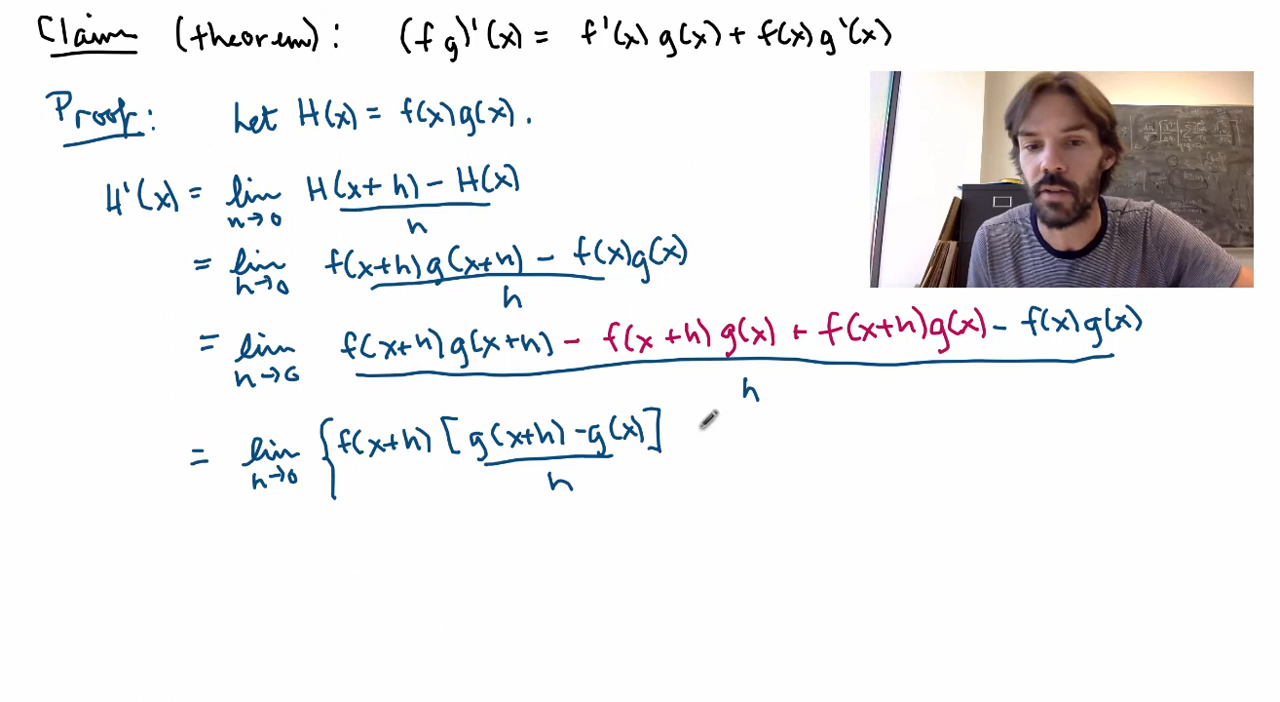 Claim (theorem): (fg)'(x) = f'(x)g(x) + f(x)g'(x)
Proof: Let H(x) = f(x)g(x).
H'(x) = lim h→0 H(x+h) - H(x) / h
= lim h→0 f(x+h)g(x+h) - f(x)g(x) / h
= lim h→0 f(x+h)g(x+h) - f(x+h)g(x) + f(x+h)g(x) - f(x)g(x) / h
= lim h→0 { f(x+h) [g(x+h) - g(x)] / h